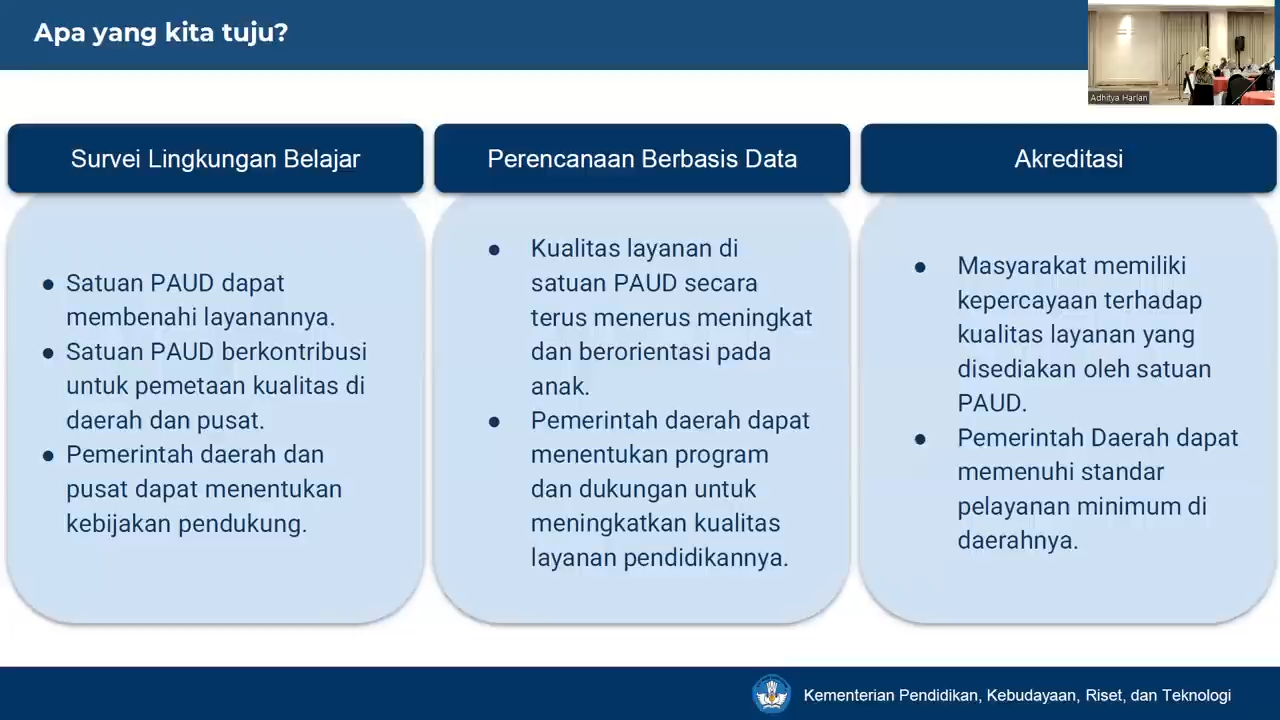 Apa yang kita tuju?
Adhitya Harlan
Survei Lingkungan Belajar
Satuan PAUD dapat
membenahi layanannya.
Satuan PAUD berkontribusi
untuk pemetaan kualitas di
daerah dan pusat.
Pemerintah daerah dan
pusat dapat menentukan
kebijakan pendukung.
Perencanaan Berbasis Data
Kualitas layanan di
satuan PAUD secara
terus menerus meningkat
dan berorientasi pada
anak.
Pemerintah daerah dapat
menentukan program
dan dukungan untuk
meningkatkan kualitas
layanan pendidikannya.
Akreditasi
Masyarakat memiliki
kepercayaan terhadap
kualitas layanan yang
disediakan oleh satuan
PAUD.
Pemerintah Daerah dapat
memenuhi standar
pelayanan minimum di
daerahnya.
Kementerian Pendidikan, Kebudayaan, Riset, dan Teknologi